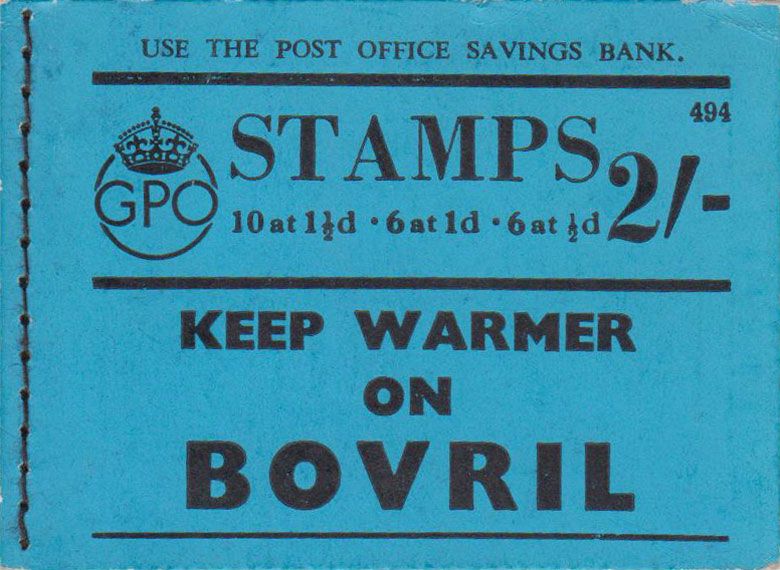 USE THE POST OFFICE SAVINGS BANK.
494
GPO
STAMPS 2/-
10 at 1½d · 6 at 1d · 6 at ½d
KEEP WARMER
ON
BOVRIL